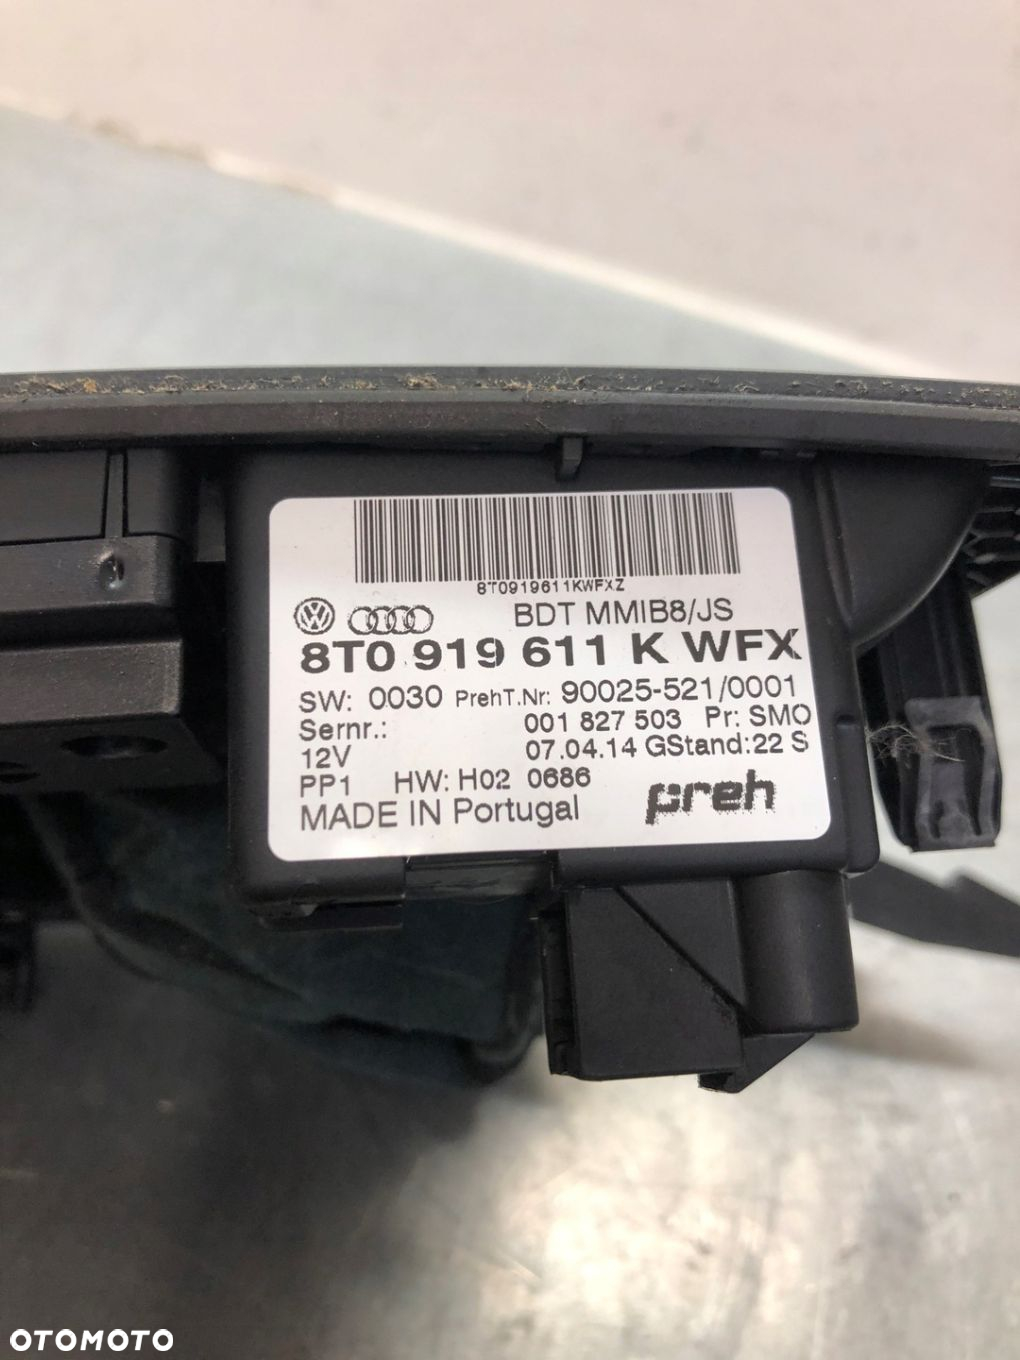 8T0919611KWFXZ
BDT MMIB8/JS
8T0 919 611 K WFX
SW: 0030 PrehT.Nr: 90025-521/0001
Sernr.: 001 827 503 Pr: SMO
12V 07.04.14 GStand:22 S
PP1 HW: H02 0686
MADE IN Portugal
preh
OTOMOTO